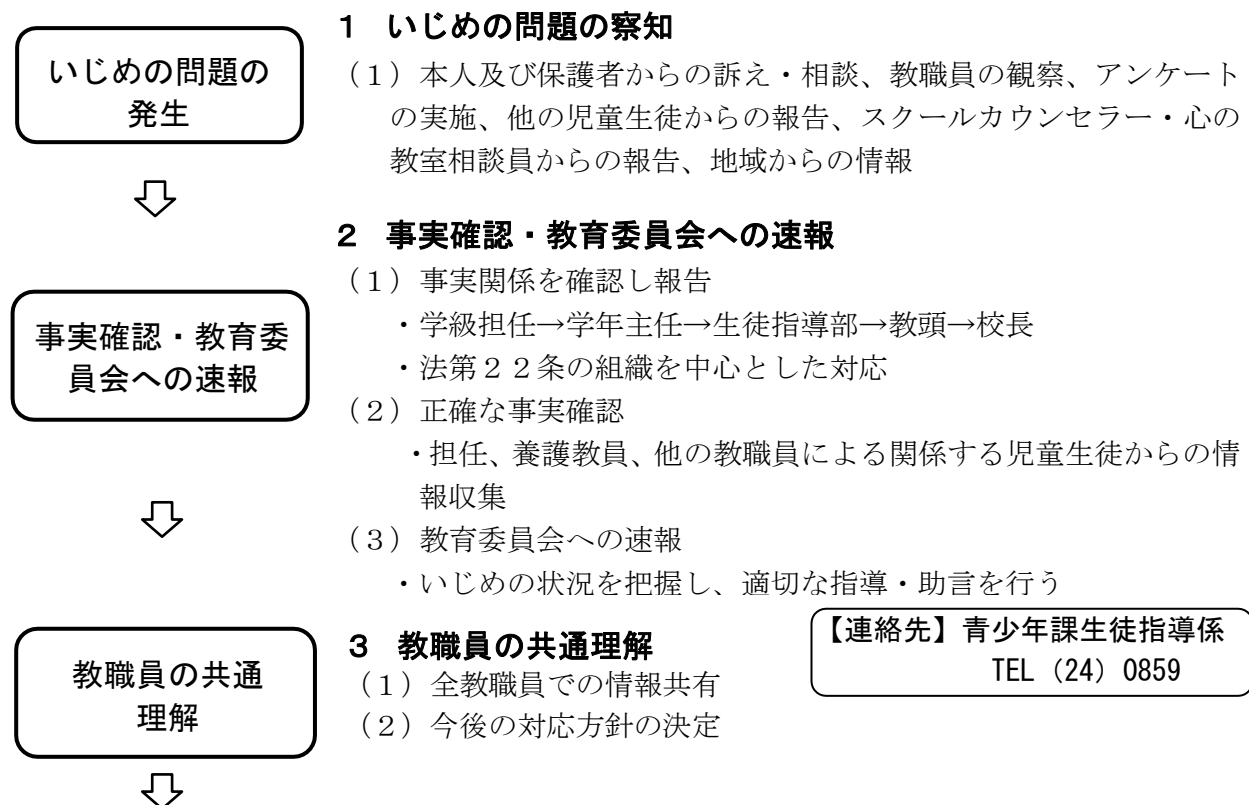 いじめの問題の
発生
1 いじめの問題の察知
(1)本人及び保護者からの訴え・相談、教職員の観察、アンケート
の実施、他の児童生徒からの報告、スクールカウンセラー・心の
教室相談員からの報告、地域からの情報
事実確認・教育委
員会への速報
2 事実確認・教育委員会への速報
(1)事実関係を確認し報告
・学級担任→学年主任→生徒指導部→教頭→校長
・法第22条の組織を中心とした対応
(2)正確な事実確認
・担任、養護教員、他の教職員による関係する児童生徒からの情
報収集
(3)教育委員会への速報
・いじめの状況を把握し、適切な指導・助言を行う
教職員の共通
理解
3 教職員の共通理解
(1)全教職員での情報共有
(2)今後の対応方針の決定
【連絡先】青少年課生徒指導係
TEL(24)0859